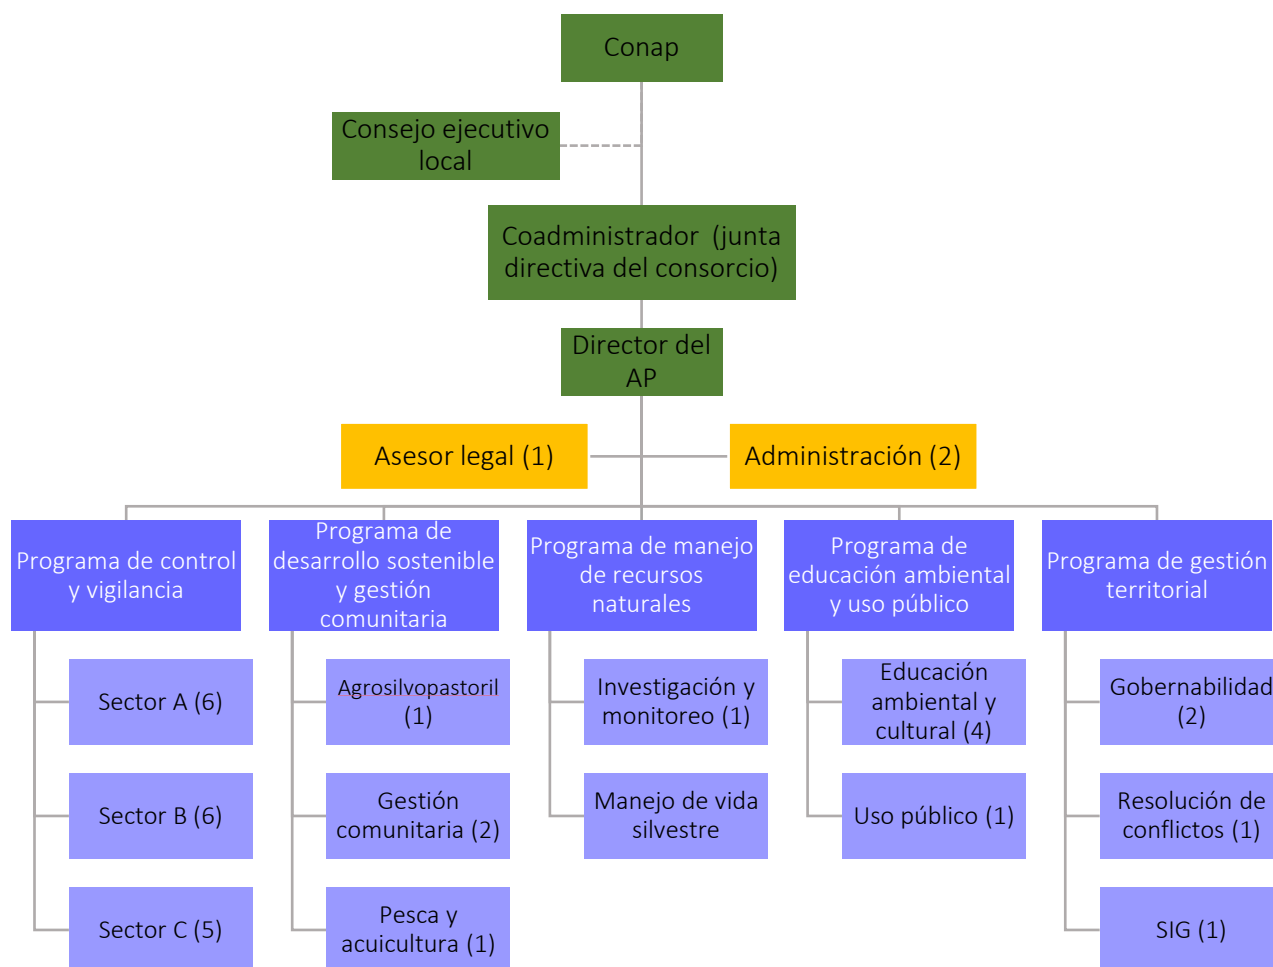 Conap
Consejo ejecutivo
local
Coadministrador (junta
directiva del consorcio)
Director del
AP
Asesor legal (1)
Administración (2)
Programa de control
y vigilancia
Programa de
desarrollo sostenible
y gestión
comunitaria
Programa de manejo
de recursos
naturales
Programa de
educación ambiental
y uso público
Programa de gestión
territorial
Sector A (6)
Agrosilvopastoril
(1)
Investigación y
monitoreo (1)
Educación
ambiental y
cultural (4)
Gobernabilidad
(2)
Sector B (6)
Gestión
comunitaria (2)
Manejo de vida
silvestre
Uso público (1)
Resolución de
conflictos (1)
Sector C (5)
Pesca y
acuicultura (1)
SIG (1)